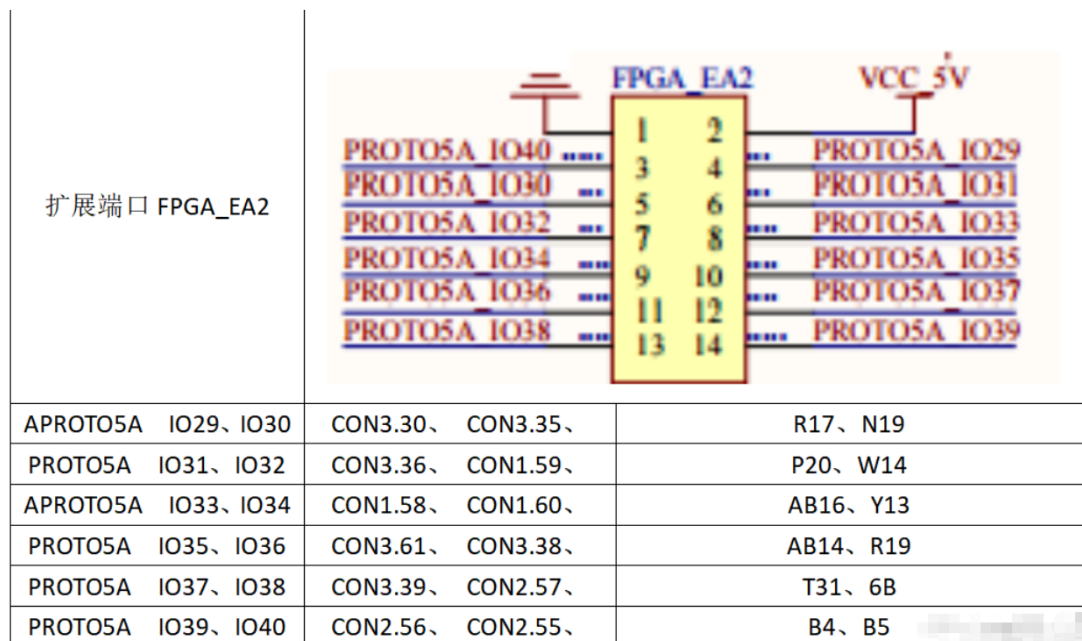 FPGA_EA2 VCC_5V
1 2
PROTO5A_IO40 3 4 PROTO5A_IO29
PROTO5A_IO30 5 6 PROTO5A_IO31
PROTO5A_IO32 7 8 PROTO5A_IO33
PROTO5A_IO34 9 10 PROTO5A_IO35
PROTO5A_IO36 11 12 PROTO5A_IO37
PROTO5A_IO38 13 14 PROTO5A_IO39
扩展端口 FPGA_EA2
APROTO5A IO29、IO30 CON3.30、 CON3.35、 R17、N19
PROTO5A IO31、IO32 CON3.36、 CON1.59、 P20、W14
APROTO5A IO33、IO34 CON1.58、 CON1.60、 AB16、Y13
PROTO5A IO35、IO36 CON3.61、 CON3.38、 AB14、R19
PROTO5A IO37、IO38 CON3.39、 CON2.57、 T31、6B
PROTO5A IO39、IO40 CON2.56、 CON2.55、 B4、B5